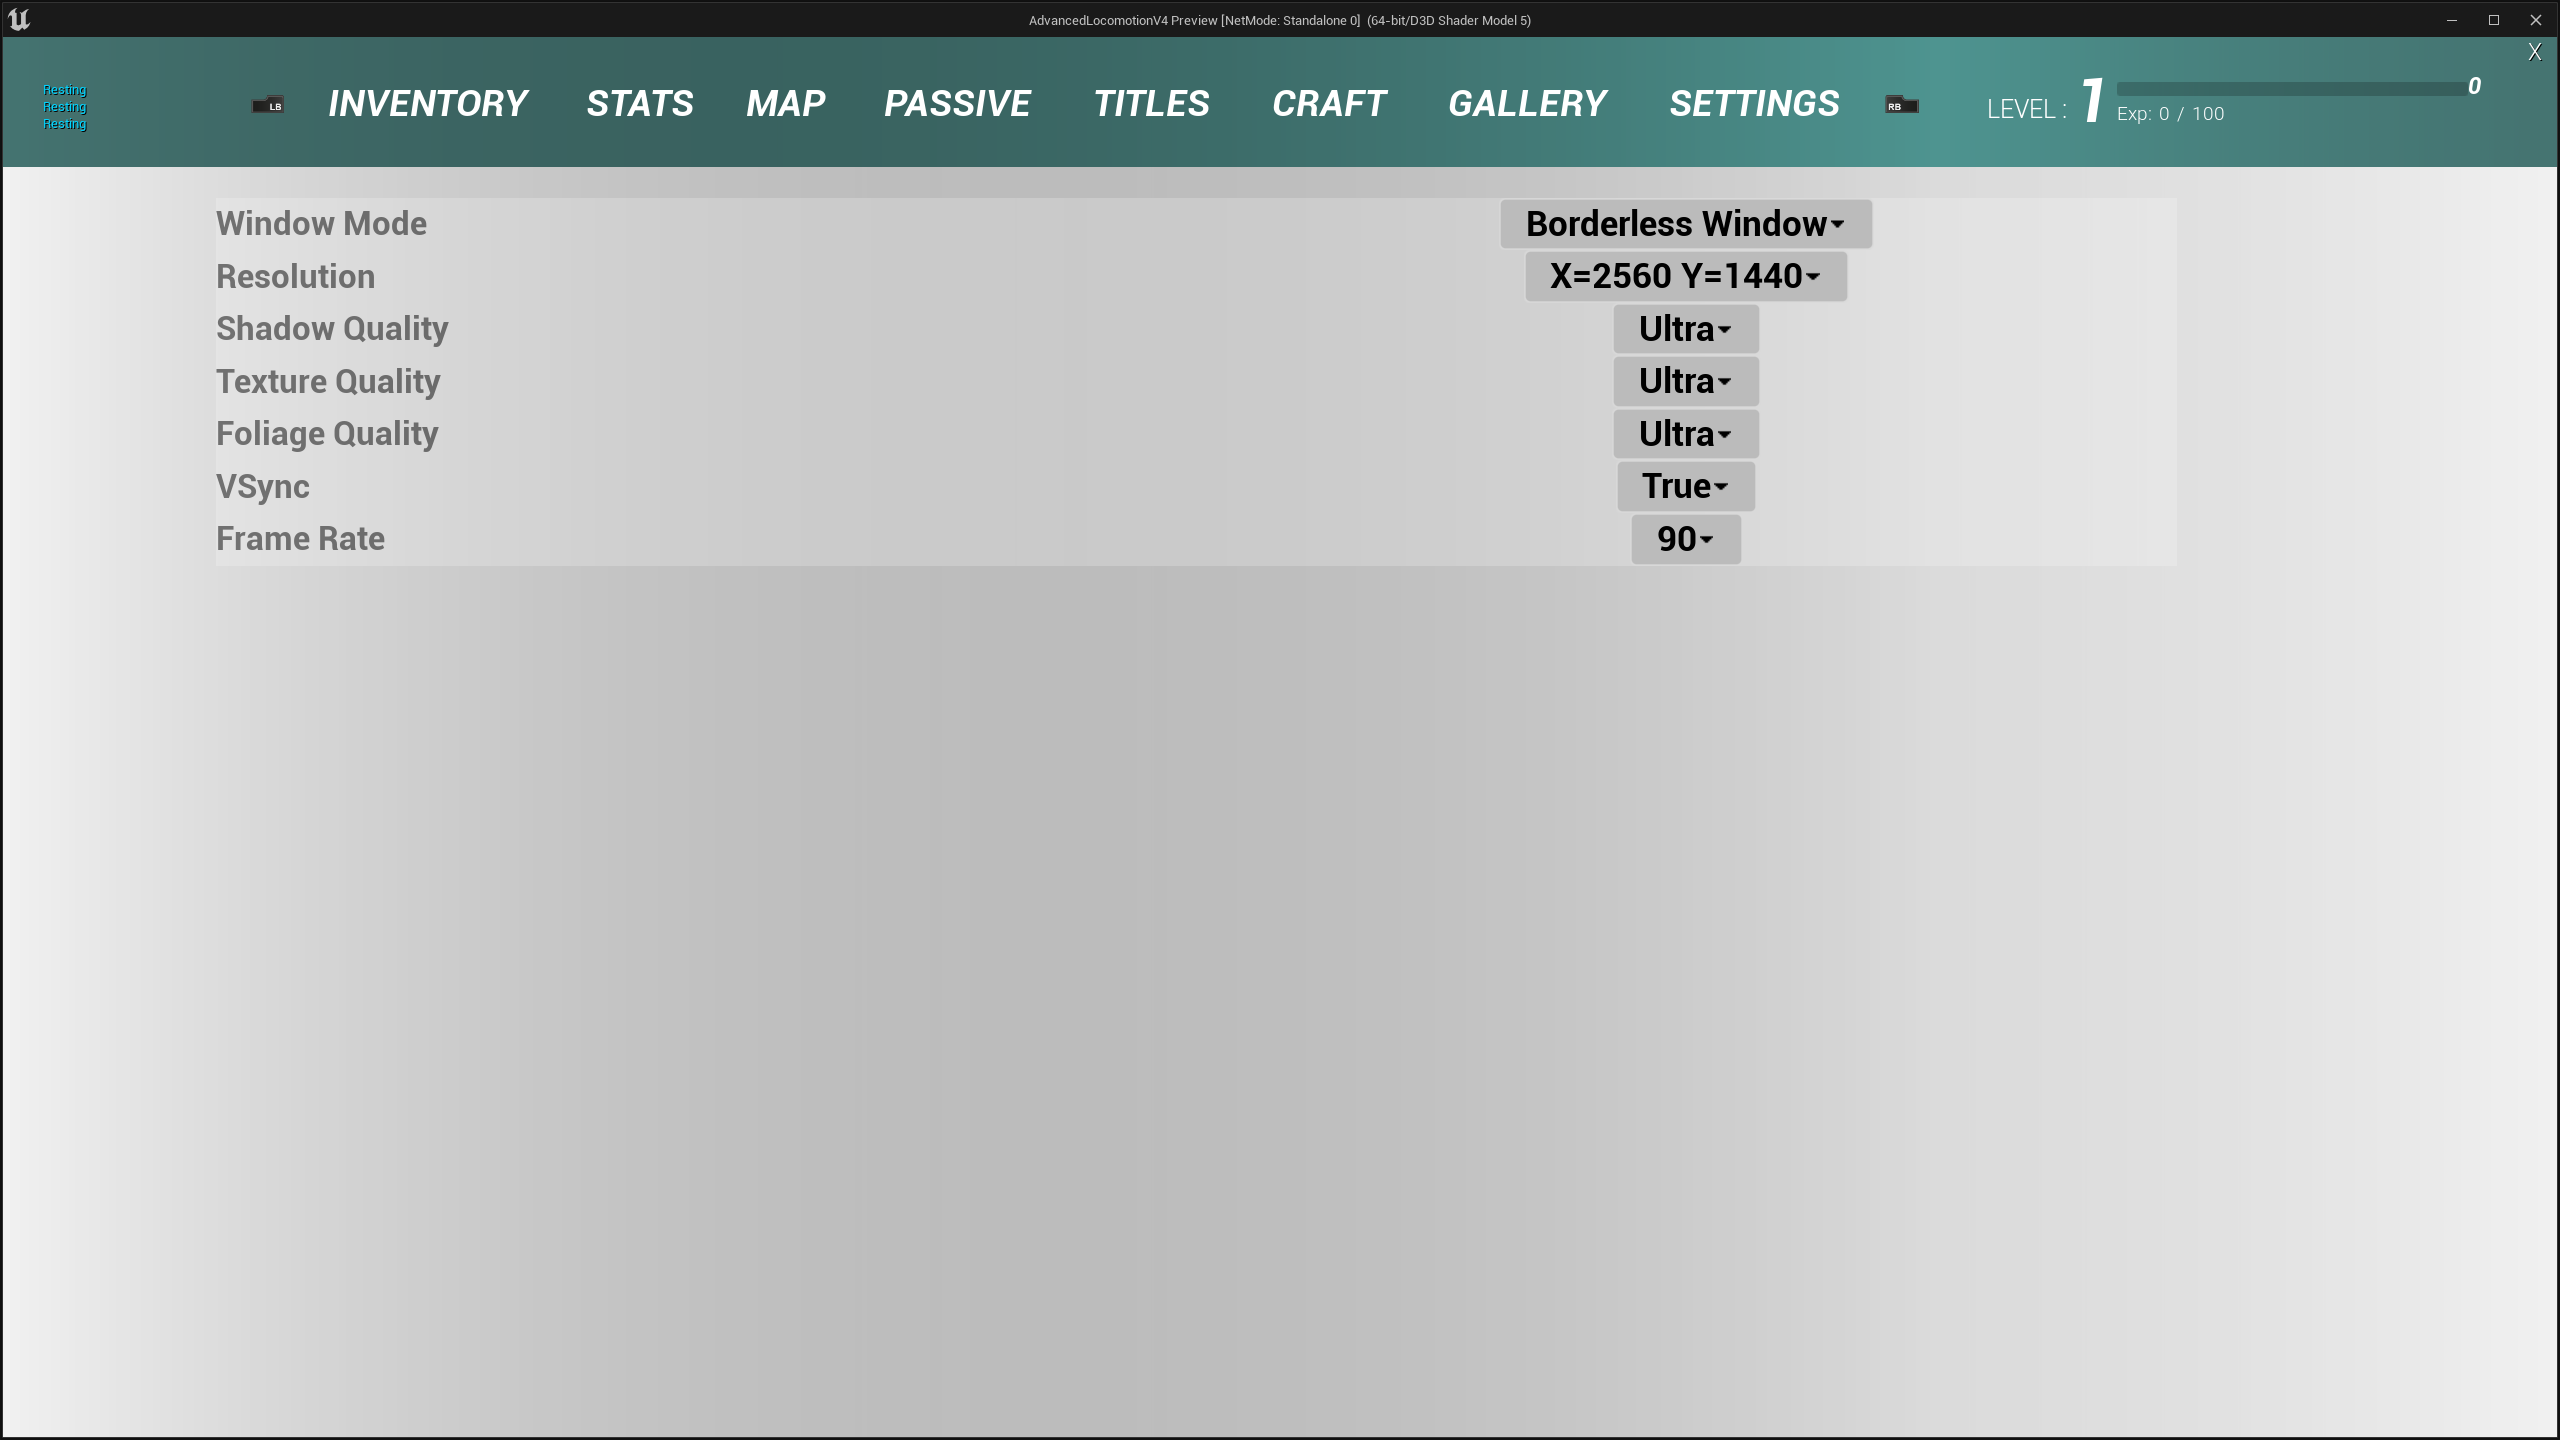 AdvancedLocomotionV4 Preview [NetMode: Standalone 0]  (64-bit/D3D Shader Model 5)
X
Resting
Resting
Resting
LB INVENTORY STATS MAP PASSIVE TITLES CRAFT GALLERY SETTINGS RB
LEVEL : 1
0
Exp: 0 / 100
Window Mode Borderless Window
Resolution X=2560 Y=1440
Shadow Quality Ultra
Texture Quality Ultra
Foliage Quality Ultra
VSync True
Frame Rate 90